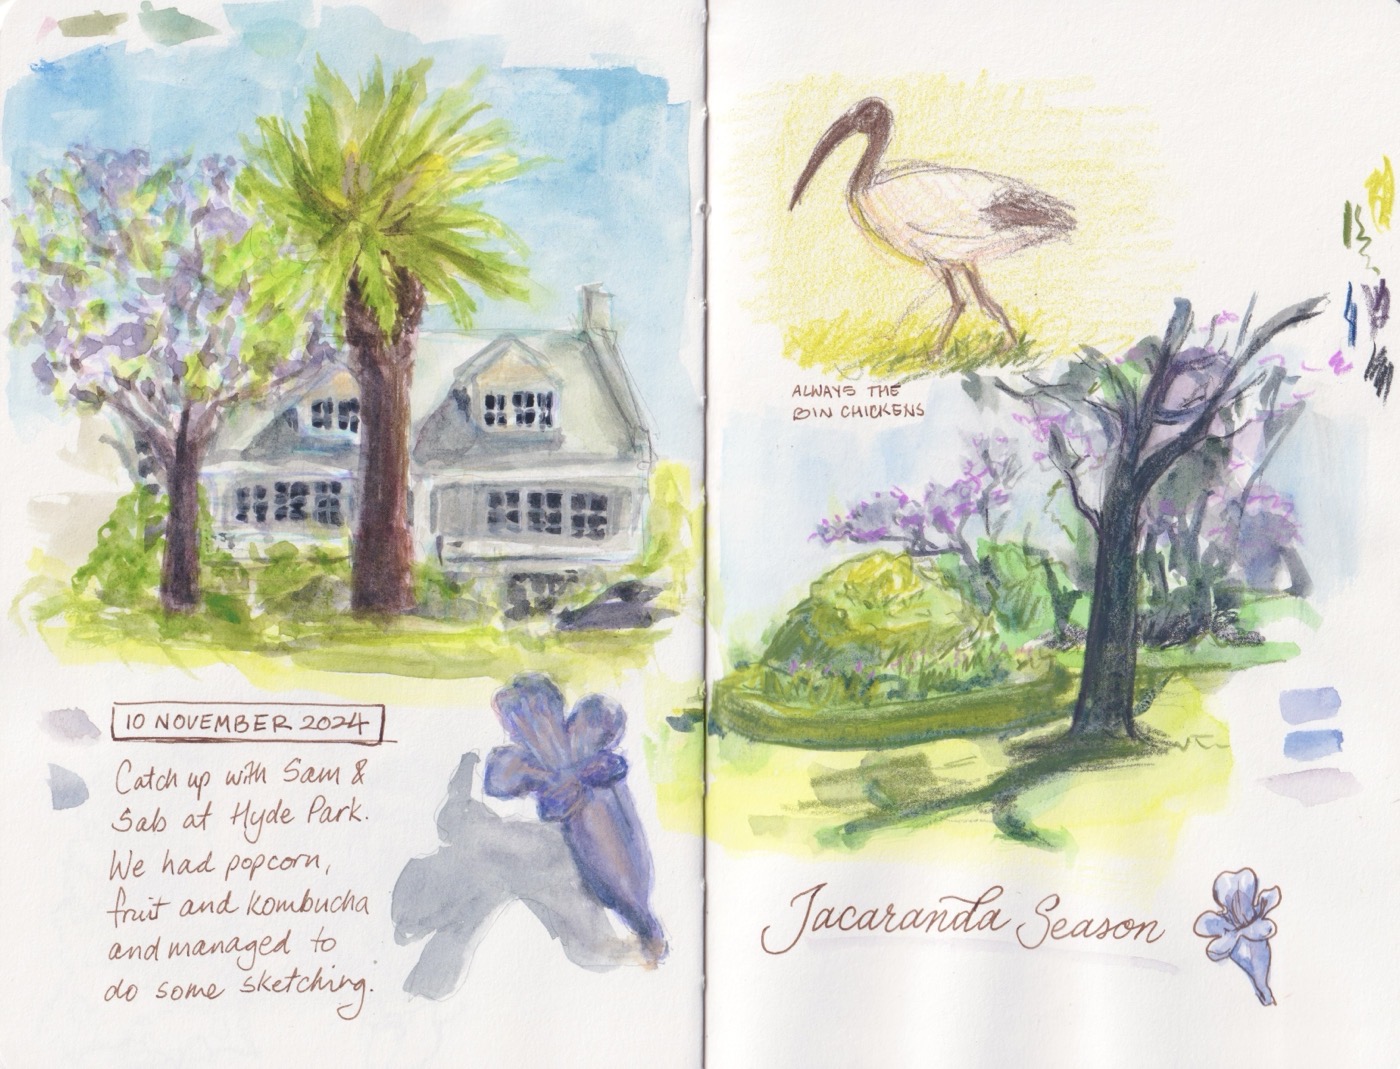 10 NOVEMBER 2024
Catch up with Sam &
Sab at Hyde Park.
We had popcorn,
fruit and kombucha
and managed to
do some sketching.
ALWAYS THE
BIN CHICKENS
Jacaranda Season